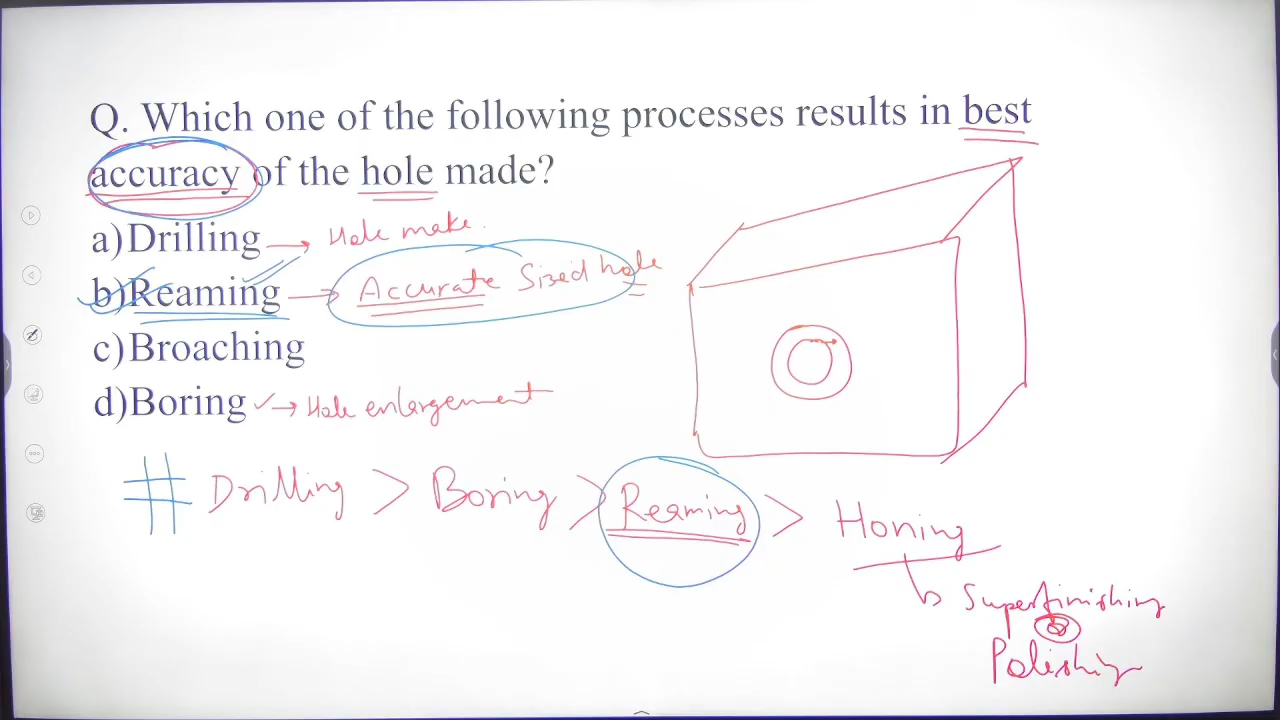 Q. Which one of the following processes results in best
accuracy of the hole made?
a)Drilling → Hole make.
b)Reaming → Accurate Sized hole
c)Broaching
d)Boring ✓→ Hole enlargement
# Drilling > Boring > Reaming > Honing
↳ Superfinishing
Polishing